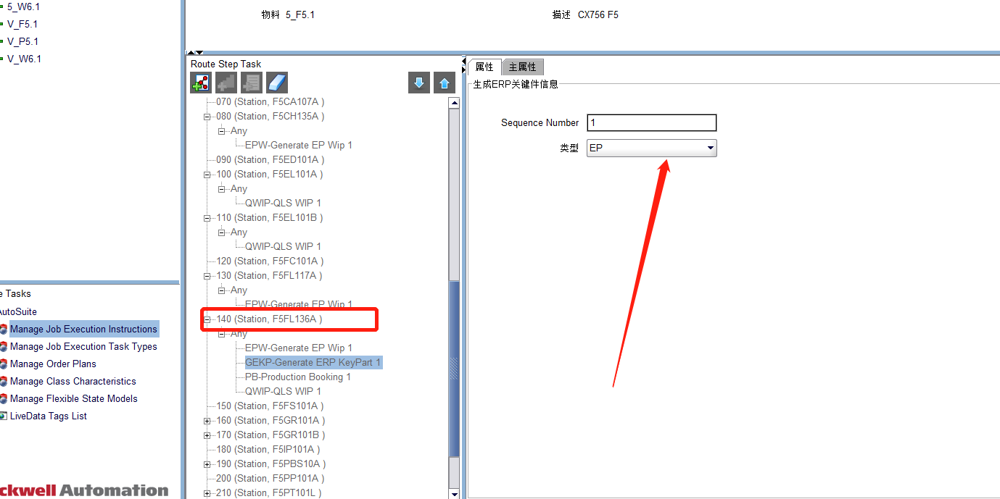 5_W6.1
V_F5.1
V_P5.1
V_W6.1
物料 5_F5.1
描述 CX756 F5
Route Step Task
070 (Station, F5CA107A )
080 (Station, F5CH135A )
Any
EPW-Generate EP Wip 1
090 (Station, F5ED101A )
100 (Station, F5EL101A )
Any
QWIP-QLS WIP 1
110 (Station, F5EL101B )
Any
QWIP-QLS WIP 1
120 (Station, F5FC101A )
130 (Station, F5FL117A )
Any
EPW-Generate EP Wip 1
140 (Station, F5FL136A )
Any
EPW-Generate EP Wip 1
GEKP-Generate ERP KeyPart 1
PB-Production Booking 1
QWIP-QLS WIP 1
150 (Station, F5FS101A )
160 (Station, F5GR101A )
170 (Station, F5GR101B )
180 (Station, F5IP101A )
190 (Station, F5PBS10A )
200 (Station, F5PP101A )
210 (Station, F5PT101L )
属性 主属性
生成ERP关键件信息
Sequence Number 1
类型 EP
e Tasks
AutoSuite
Manage Job Execution Instructions
Manage Job Execution Task Types
Manage Order Plans
Manage Class Characteristics
Manage Flexible State Models
LiveData Tags List
ckwell Automation